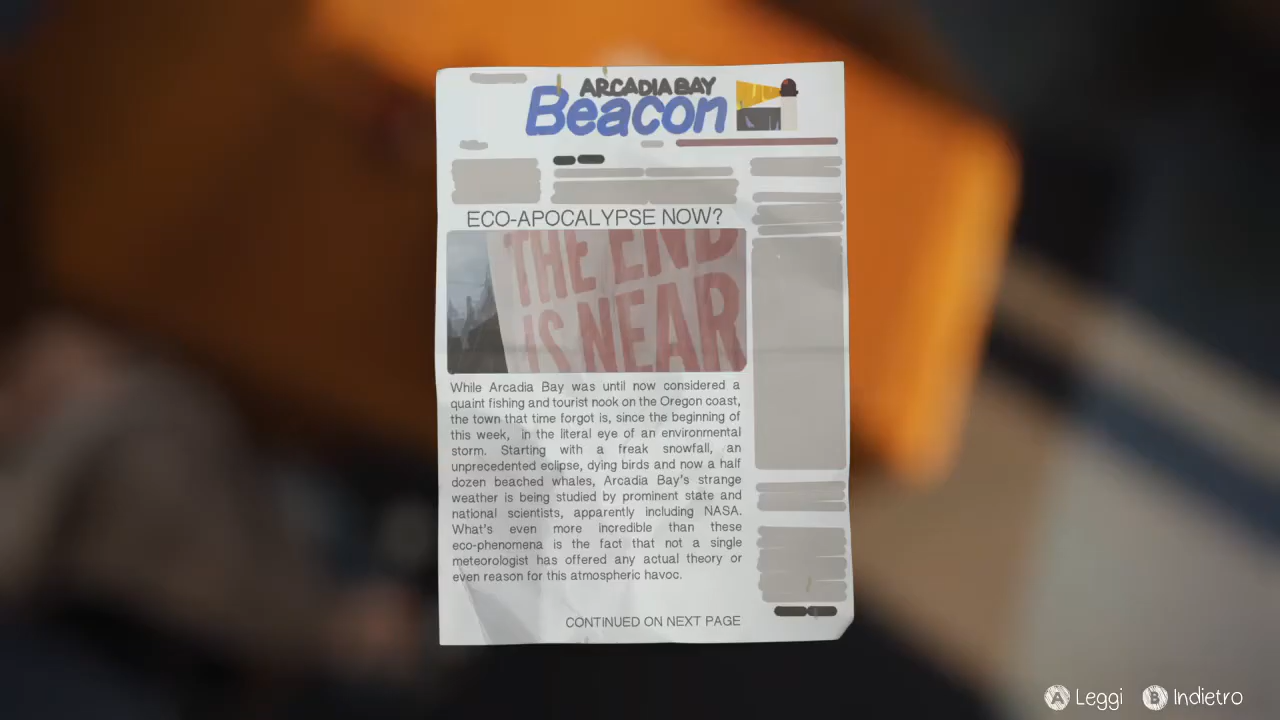 ARCADIA BAY
Beacon
ECO-APOCALYPSE NOW?
THE END
IS NEAR
While Arcadia Bay was until now considered a
quaint fishing and tourist nook on the Oregon coast,
the town that time forgot is, since the beginning of
this week, in the literal eye of an environmental
storm. Starting with a freak snowfall, an
unprecedented eclipse, dying birds and now a half
dozen beached whales, Arcadia Bay's strange
weather is being studied by prominent state and
national scientists, apparently including NASA.
What's even more incredible than these
eco-phenomena is the fact that not a single
meteorologist has offered any actual theory or
even reason for this atmospheric havoc.
CONTINUED ON NEXT PAGE
A Leggi B Indietro